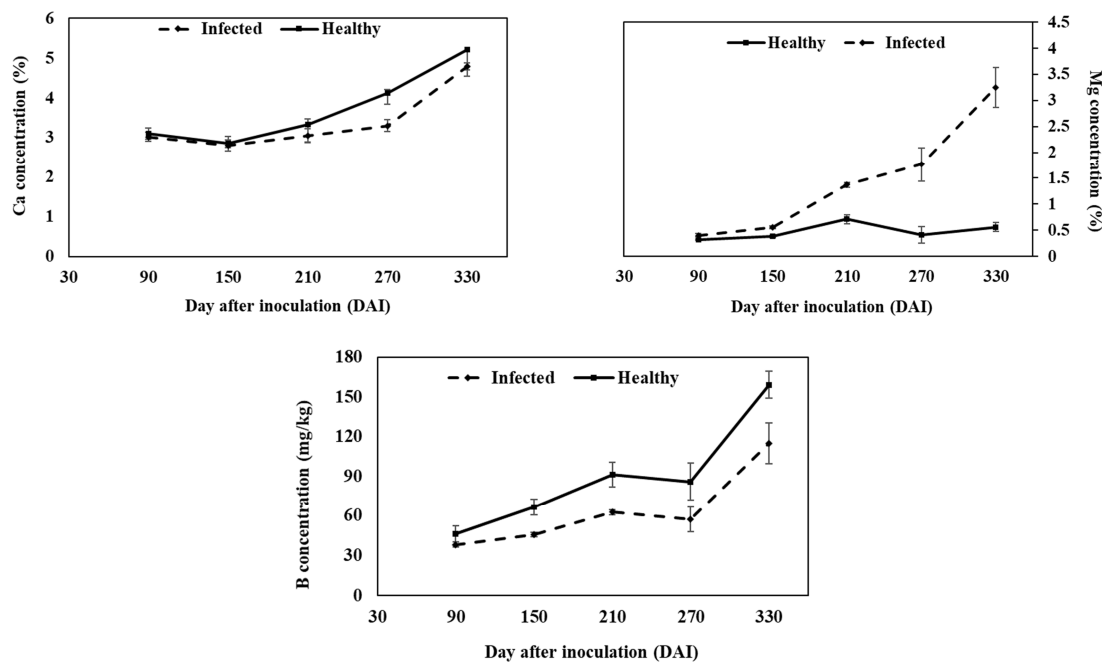 Infected Healthy
6
5
4
3
2
1
0
30 90 150 210 270 330
Ca concentration (%)
Day after inoculation (DAI)
Healthy Infected
4.5
4
3.5
3
2.5
2
1.5
1
0.5
0
30 90 150 210 270 330
Mg concentration (%)
Day after inoculation (DAI)
Infected Healthy
180
150
120
90
60
30
0
30 90 150 210 270 330
B concentration (mg/kg)
Day after inoculation (DAI)